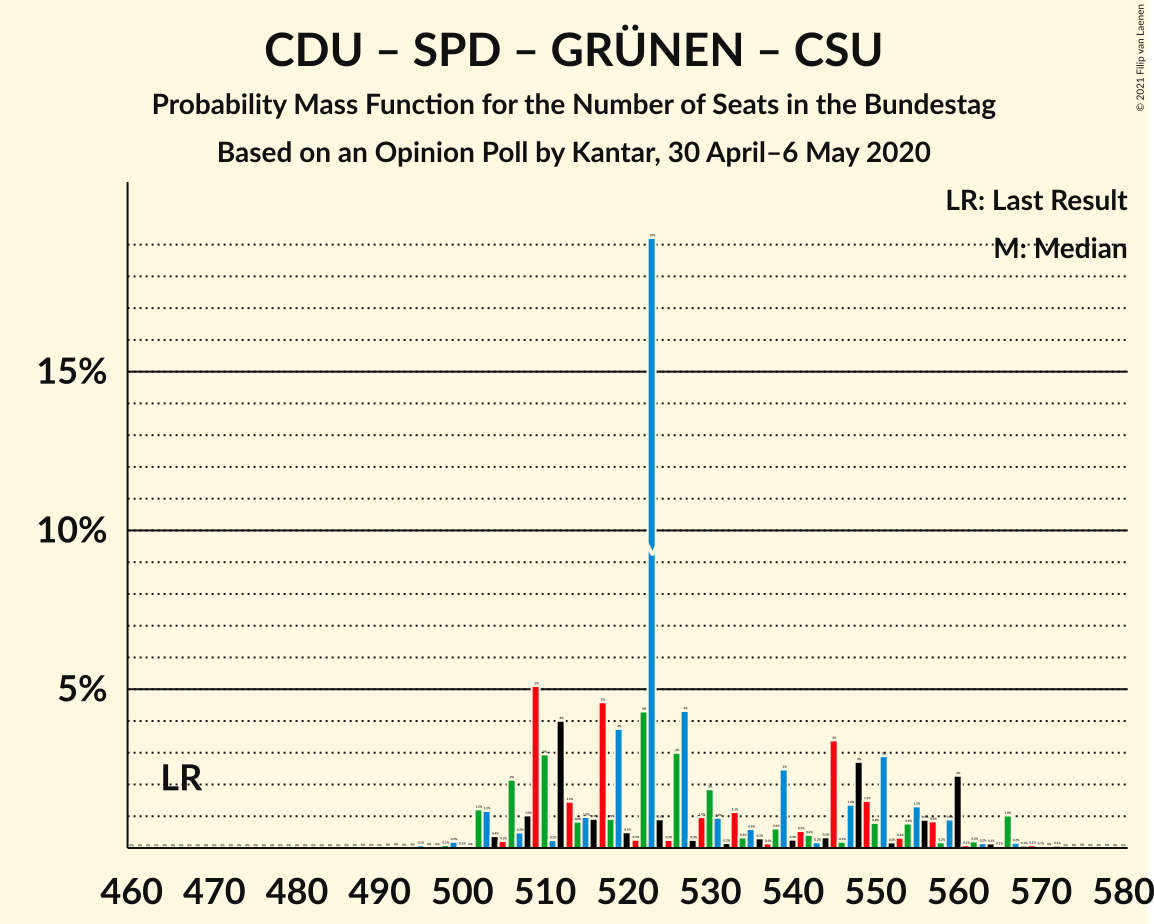 CDU – SPD – GRÜNEN – CSU
Probability Mass Function for the Number of Seats in the Bundestag
Based on an Opinion Poll by Kantar, 30 April–6 May 2020
© 2021 Filip van Laenen
LR: Last Result
M: Median
15%
10%
5%
LR
460 470 480 490 500 510 520 530 540 550 560 570 580